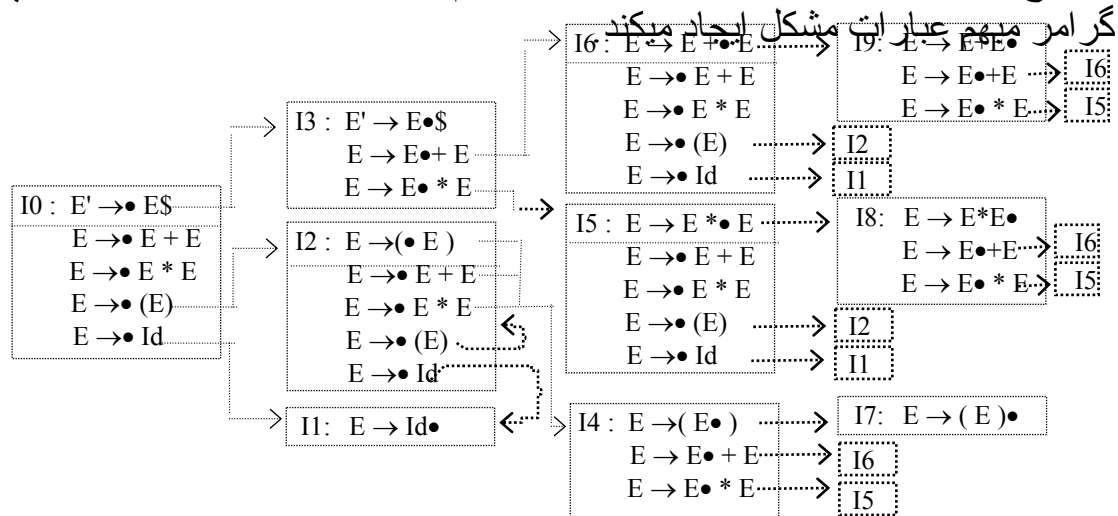 گرامر مبهم عبارات مشکل ایجاد میکند .
I0 : E' →• E$
E →• E + E
E →• E * E
E →• (E)
E →• Id
I3 : E' → E•$
E → E•+ E
E → E• * E
I2 : E →(• E )
E →• E + E
E →• E * E
E →• (E)
E →• Id
I1: E → Id•
I6 : E → E +• E
E →• E + E
E →• E * E
E →• (E)
E →• Id
I5 : E → E *• E
E →• E + E
E →• E * E
E →• (E)
E →• Id
I4 : E →( E• )
E → E• + E
E → E• * E
I9: E → E+E•
E → E•+E
E → E• * E
I6
I5
I2
I1
I8: E → E*E•
E → E•+E
E → E• * E
I6
I5
I2
I1
I7: E → ( E )•
I6
I5